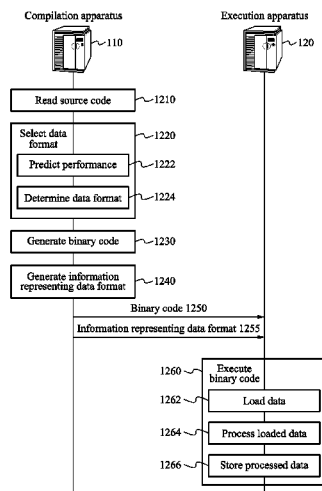 Compilation apparatus
Execution apparatus
110
120
Read source code
1210
Select data
format
1220
Predict performance
1222
Determine data format
1224
Generate binary code
1230
Generate information
representing data format
1240
Binary code 1250
Information representing data format 1255
1260
Execute
binary code
1262
Load data
1264
Process loaded data
1266
Store processed data